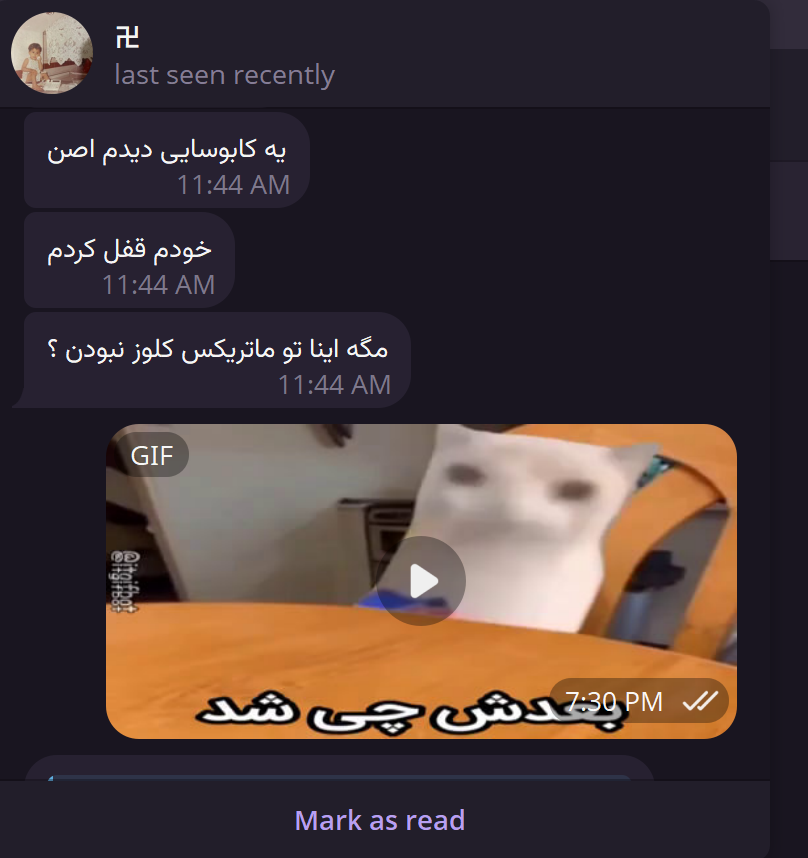 卍
last seen recently
یه کابوسایی دیدم اصن
11:44 AM
خودم قفل کردم
11:44 AM
مگه اینا تو ماتریکس کلوز نبودن ؟
11:44 AM
GIF
@itgifbot
بعدش چی شد
7:30 PM
Mark as read